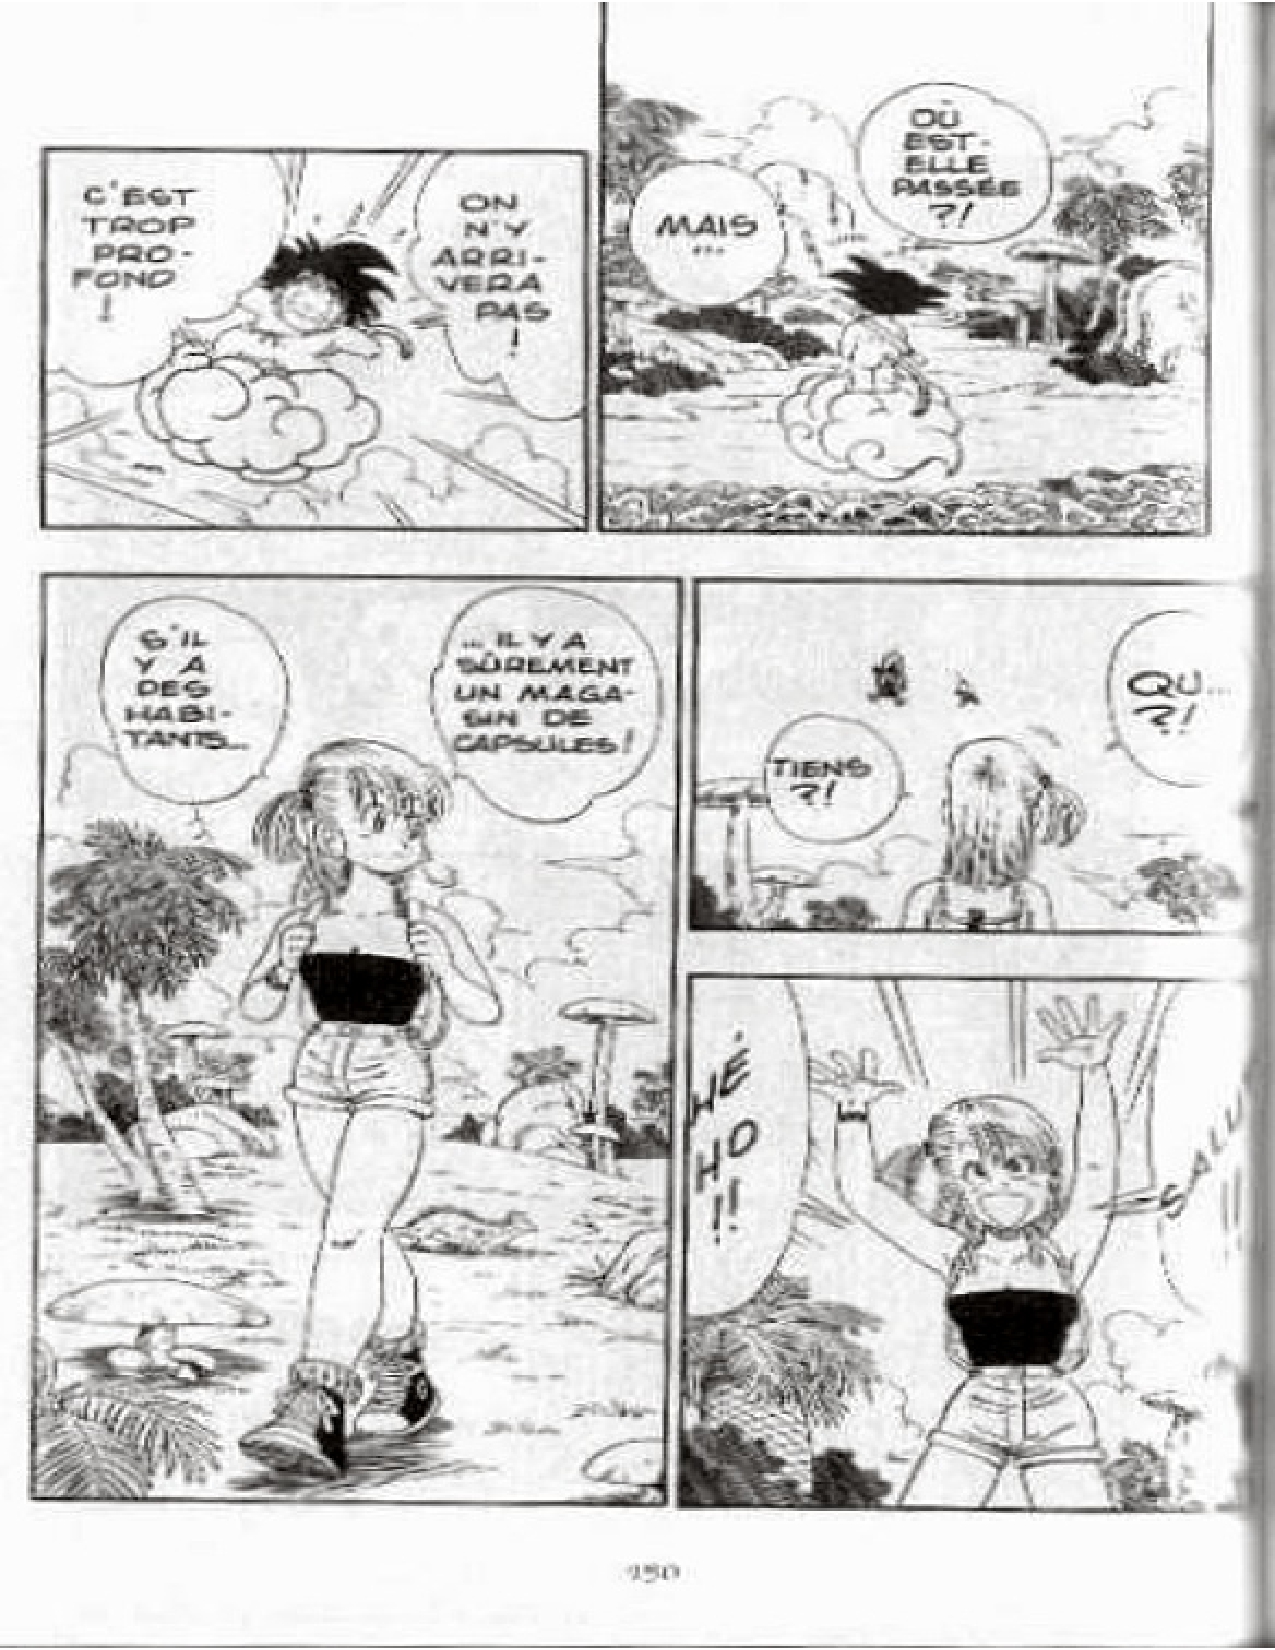 C'EST
TROP
PRO-
FOND
!
ON
N'Y
ARRI-
VERA
PAS
!
MAIS
...
OÙ
EST-
ELLE
PASSÉE
?!
S'IL
Y A
DES
HABI-
TANTS...
... IL Y A
SÛREMENT
UN MAGA-
SIN DE
CAPSULES !
TIENS
?!
QU...
?!
HÉ
HO
!!
SALU
!!
150